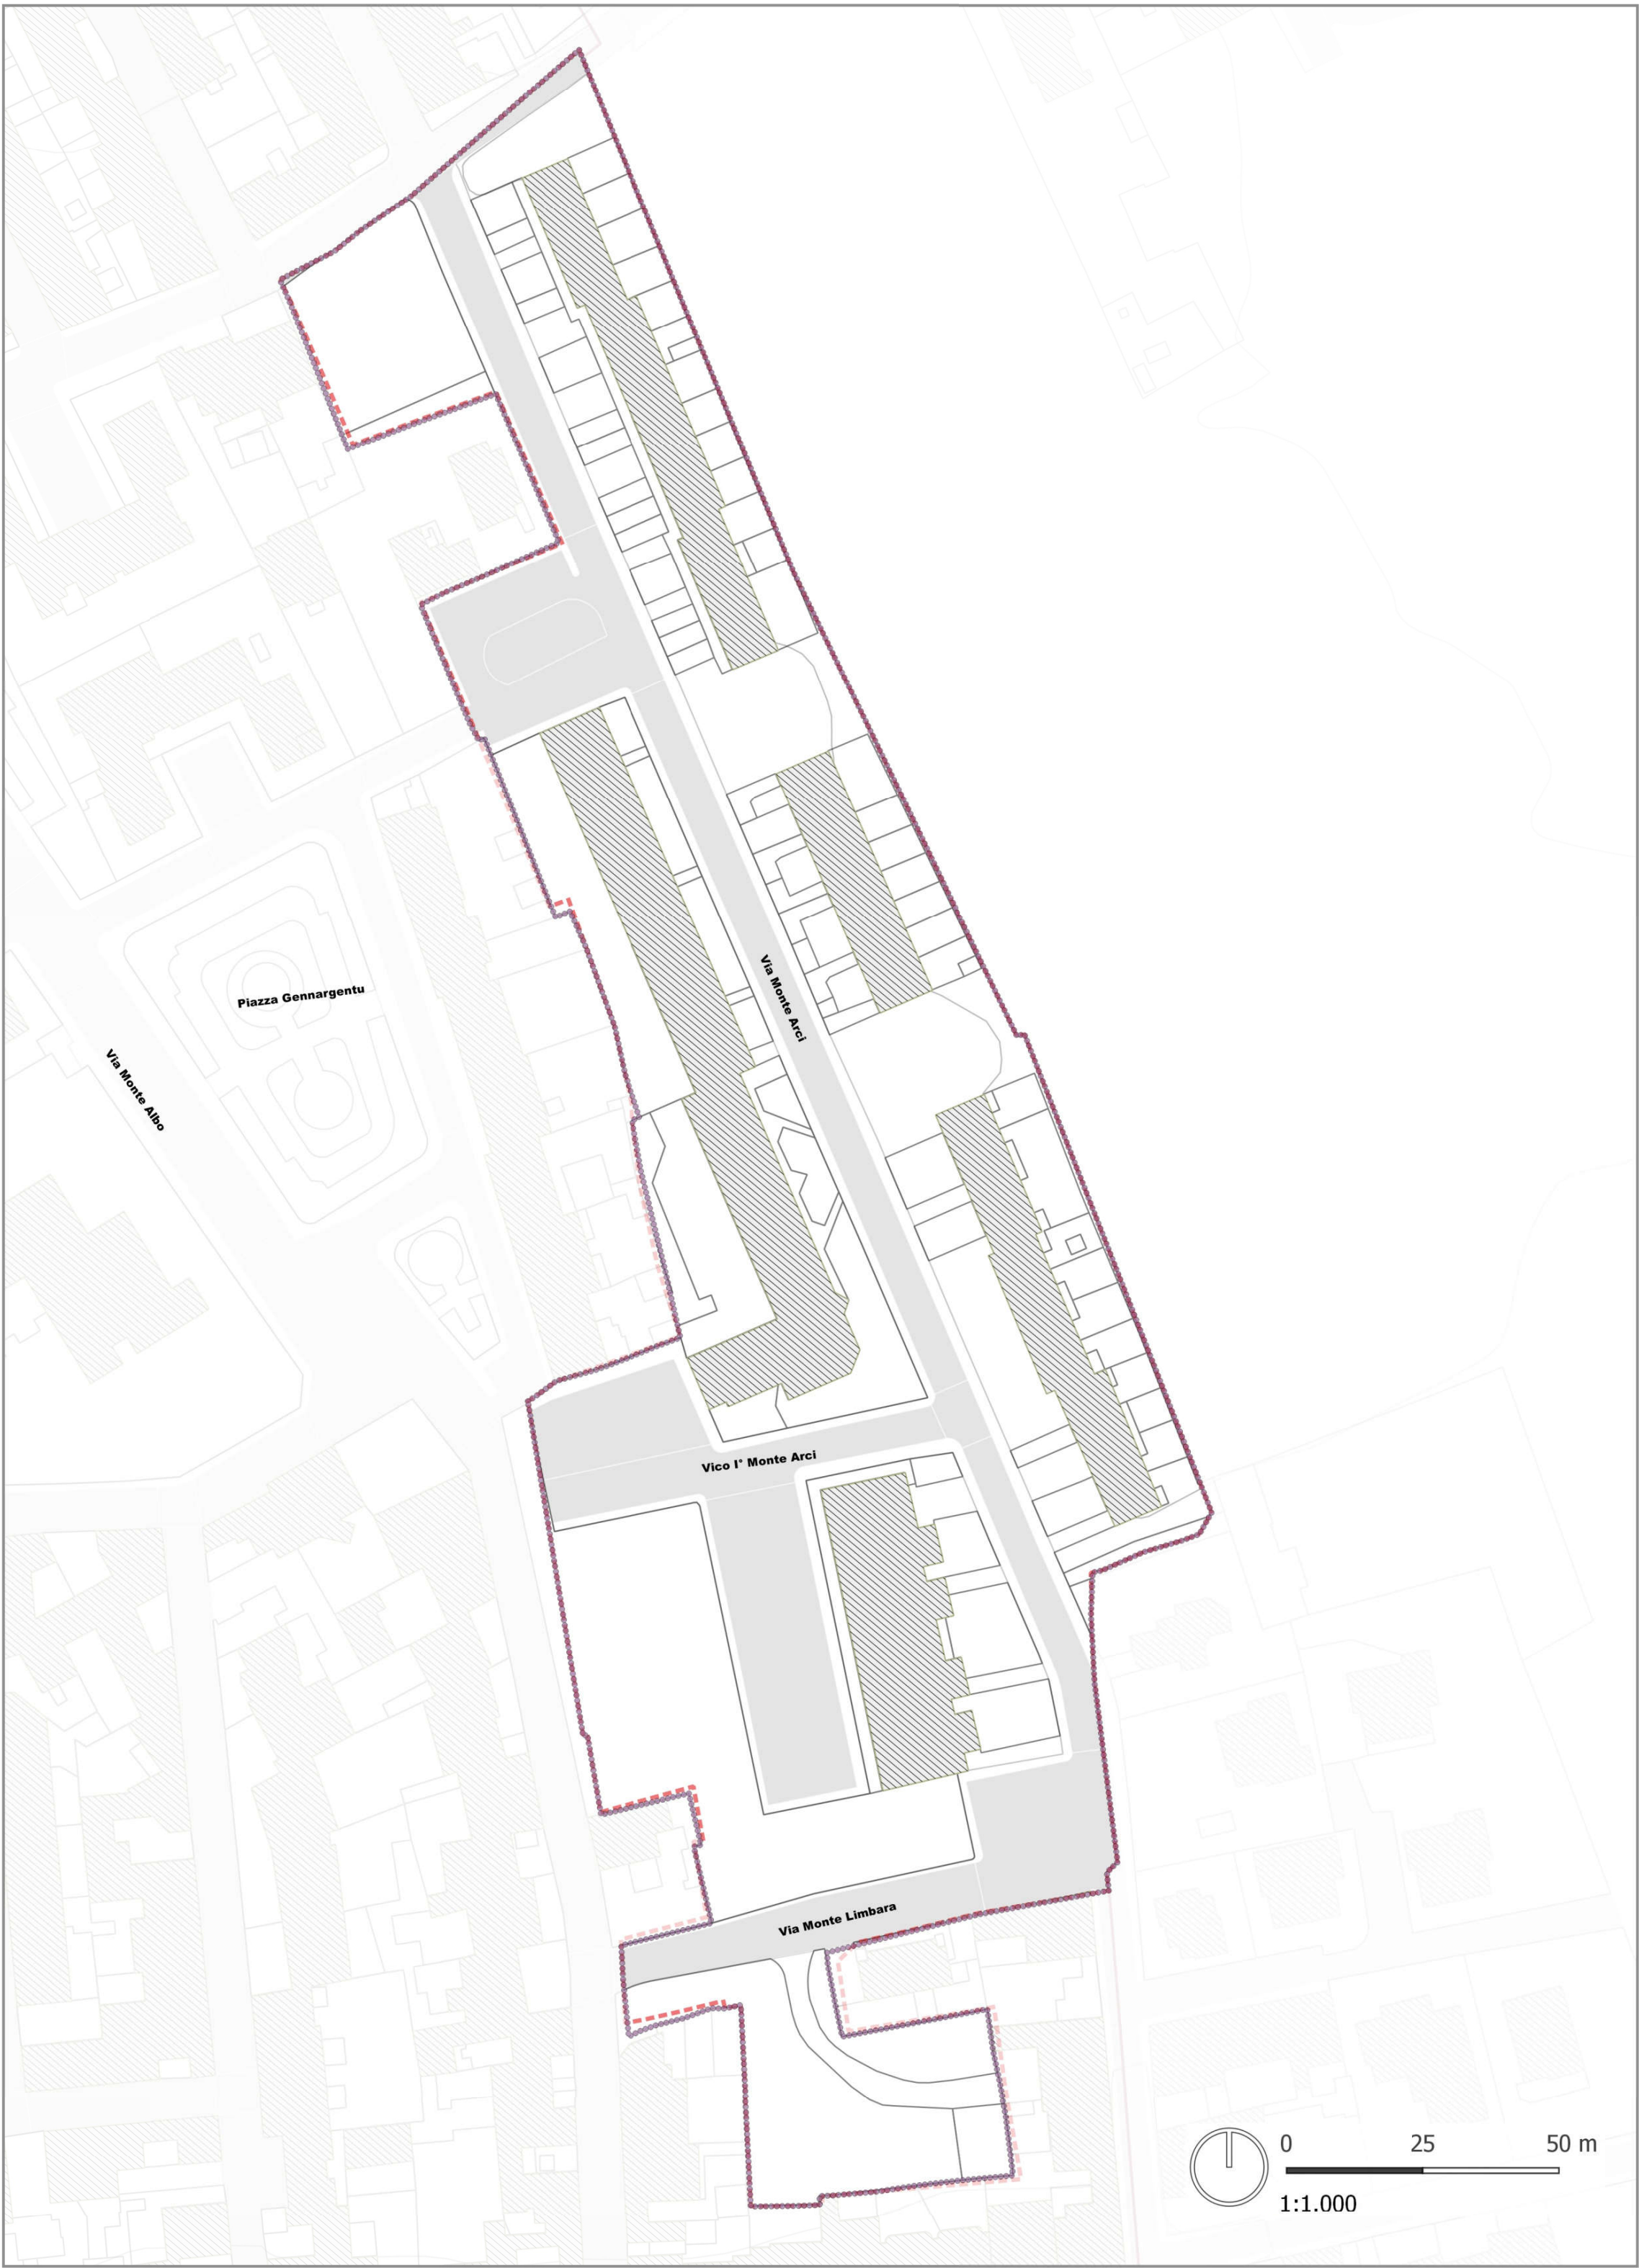 Via Monte Arci
Piazza Gennargentu
Via Monte Albo
Vico I° Monte Arci
Via Monte Limbara
0 25 50 m
1:1.000